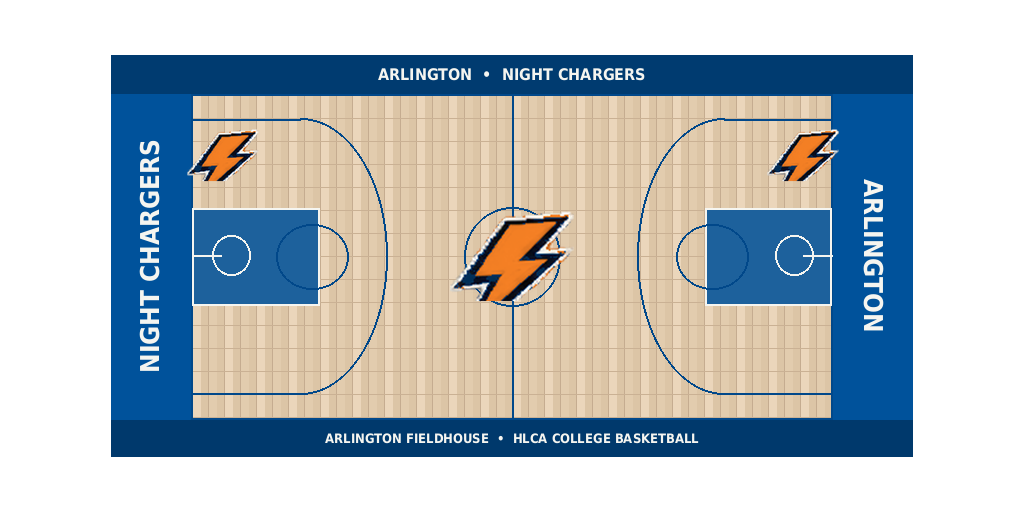 ARLINGTON • NIGHT CHARGERS
NIGHT CHARGERS
ARLINGTON
ARLINGTON FIELDHOUSE • HLCA COLLEGE BASKETBALL